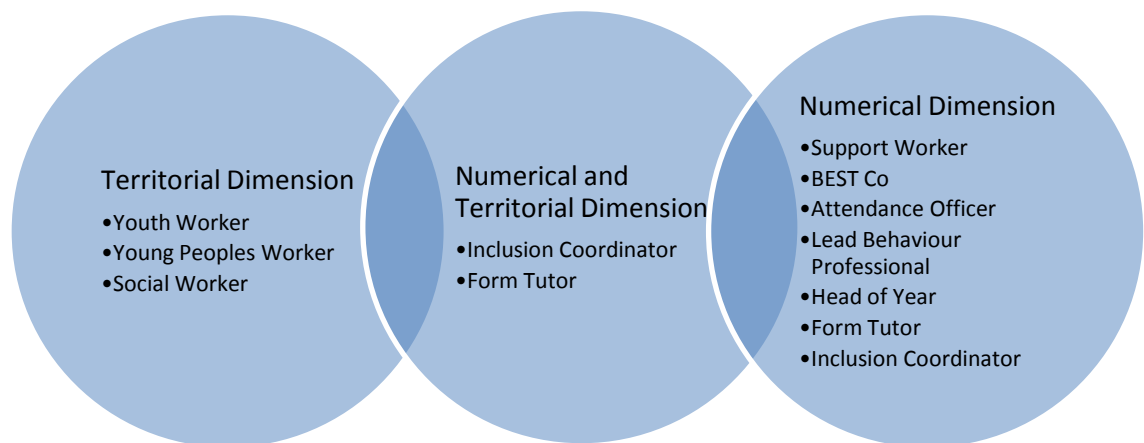 Territorial Dimension
•Youth Worker
•Young Peoples Worker
•Social Worker
Numerical and
Territorial Dimension
•Inclusion Coordinator
•Form Tutor
Numerical Dimension
•Support Worker
•BEST Co
•Attendance Officer
•Lead Behaviour
Professional
•Head of Year
•Form Tutor
•Inclusion Coordinator